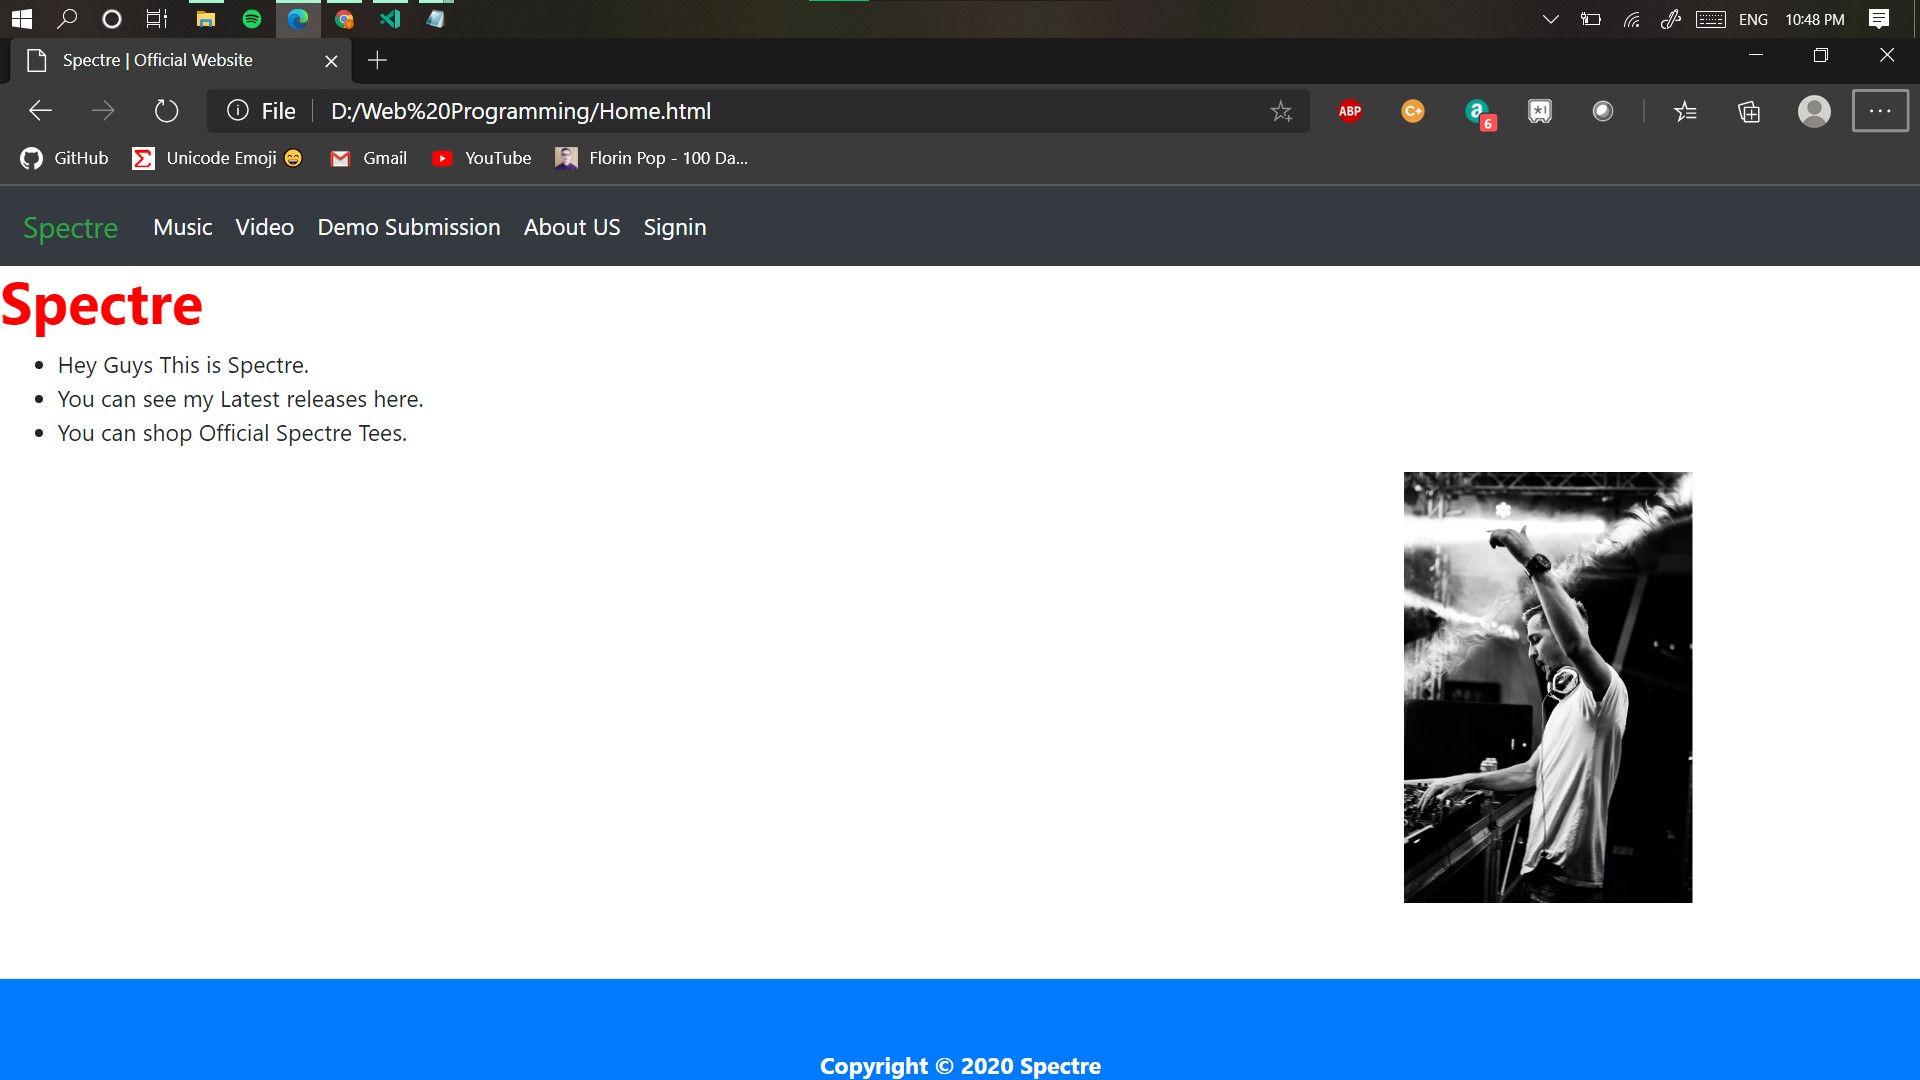 ENG 10:48 PM
Spectre | Official Website
File D:/Web%20Programming/Home.html
ABP C+ a 6 *!
GitHub Unicode Emoji 😄 Gmail YouTube Florin Pop - 100 Da...
Spectre Music Video Demo Submission About US Signin
Spectre
• Hey Guys This is Spectre.
• You can see my Latest releases here.
• You can shop Official Spectre Tees.
Copyright © 2020 Spectre